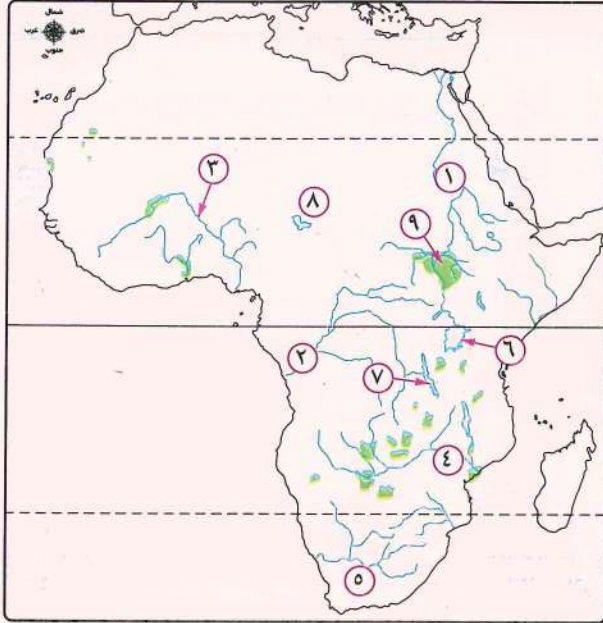 شمال
شرق
غرب
جنوب
٣
٨
١
٩
٢
٧
٦
٤
٥